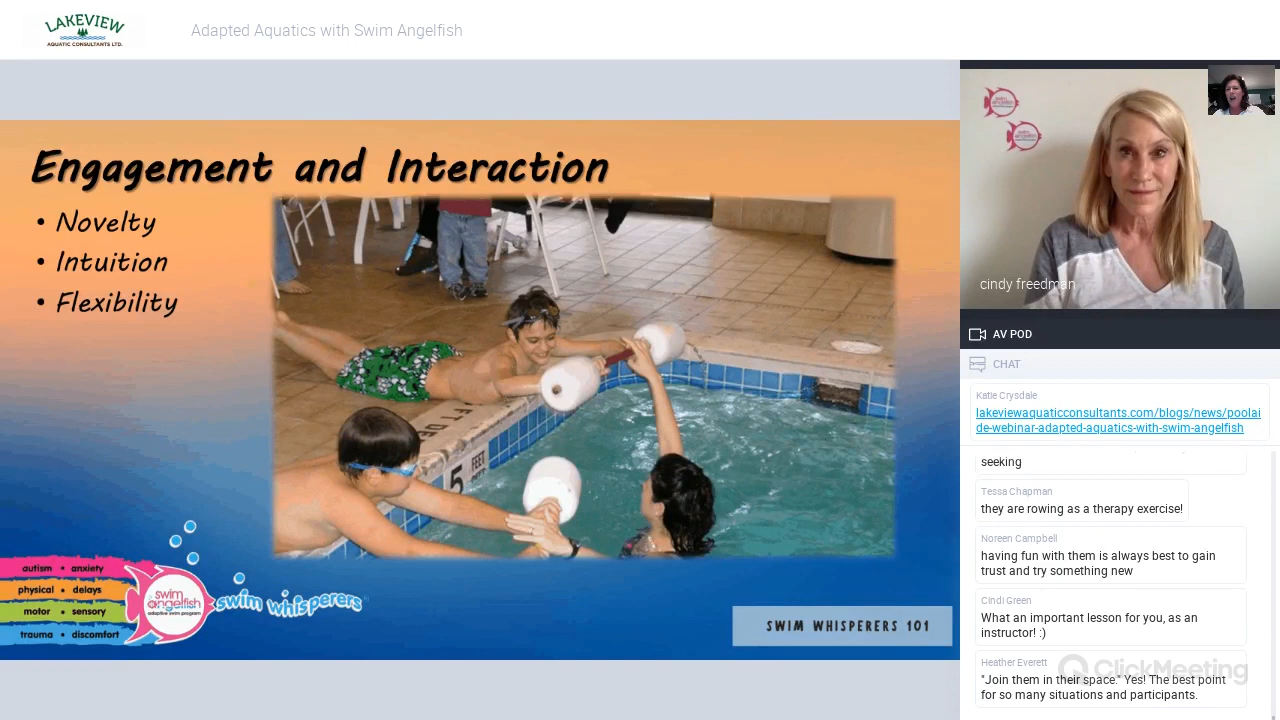 LAKEVIEW
AQUATIC CONSULTANTS LTD.
Adapted Aquatics with Swim Angelfish
Engagement and Interaction
• Novelty
• Intuition
• Flexibility
5
FEET
FT DE
autism • anxiety
physical • delays
motor • sensory
trauma • discomfort
swim
angelfish
adaptive swim program
swim whisperers
SWIM WHISPERERS 101
cindy freedman
AV POD
CHAT
Katie Crysdale
lakeviewaquaticconsultants.com/blogs/news/poolai
de-webinar-adapted-aquatics-with-swim-angelfish
seeking
Tessa Chapman
they are rowing as a therapy exercise!
Noreen Campbell
having fun with them is always best to gain
trust and try something new
Cindi Green
What an important lesson for you, as an
instructor! :)
Heather Everett
"Join them in their space." Yes! The best point
for so many situations and participants.
ClickMeeting